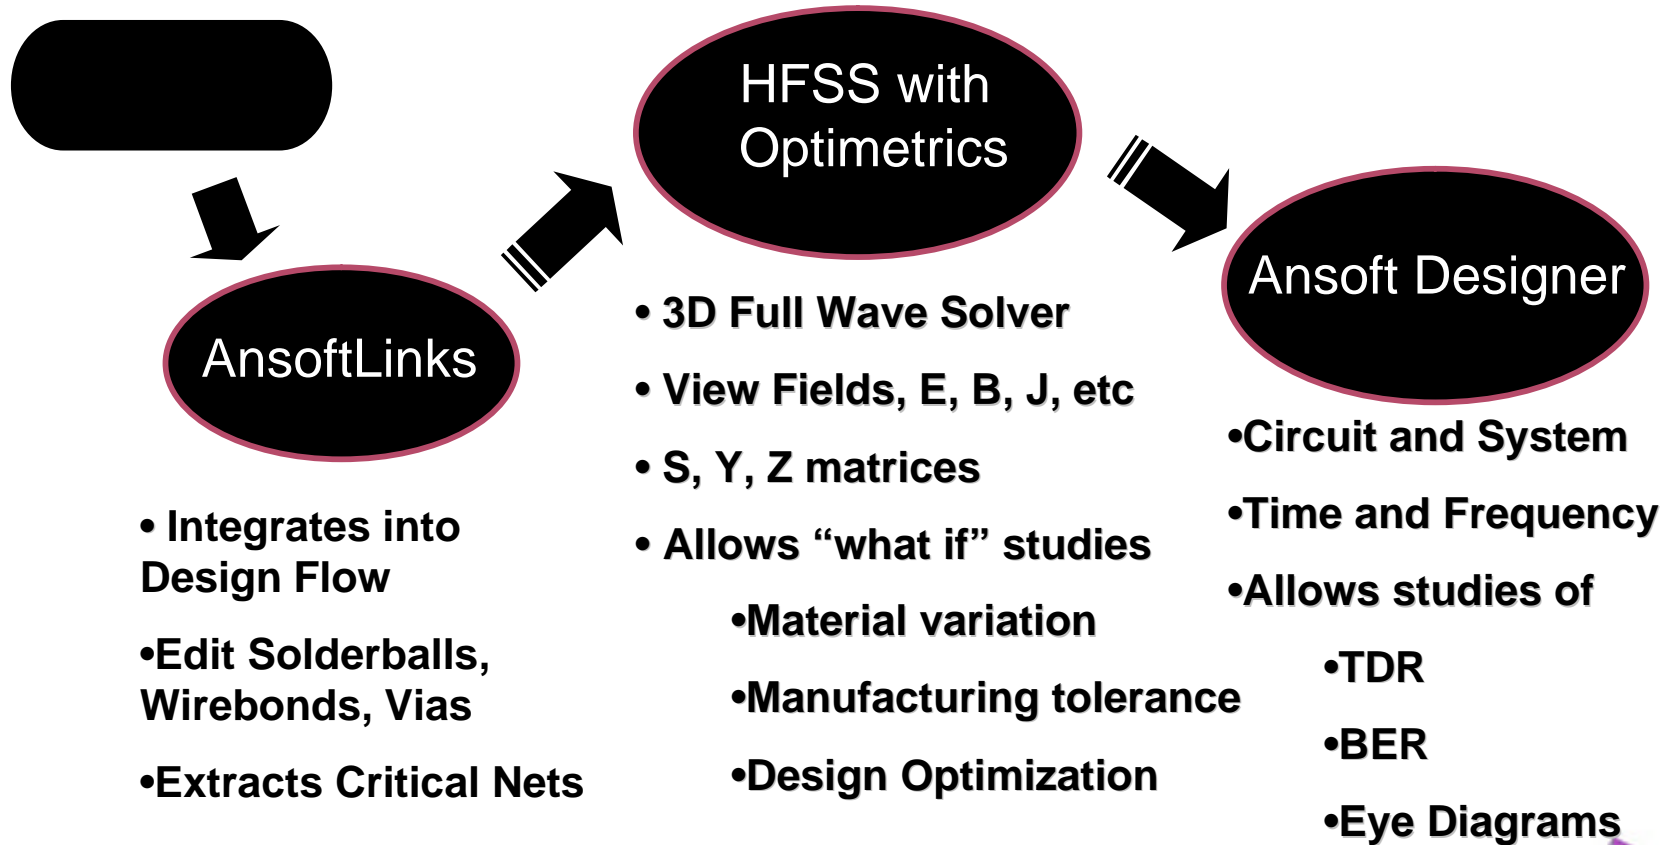 HFSS with
Optimetrics
AnsoftLinks
Ansoft Designer
• Integrates into
Design Flow
•Edit Solderballs,
Wirebonds, Vias
•Extracts Critical Nets
• 3D Full Wave Solver
• View Fields, E, B, J, etc
• S, Y, Z matrices
• Allows “what if” studies
•Material variation
•Manufacturing tolerance
•Design Optimization
•Circuit and System
•Time and Frequency
•Allows studies of
•TDR
•BER
•Eye Diagrams